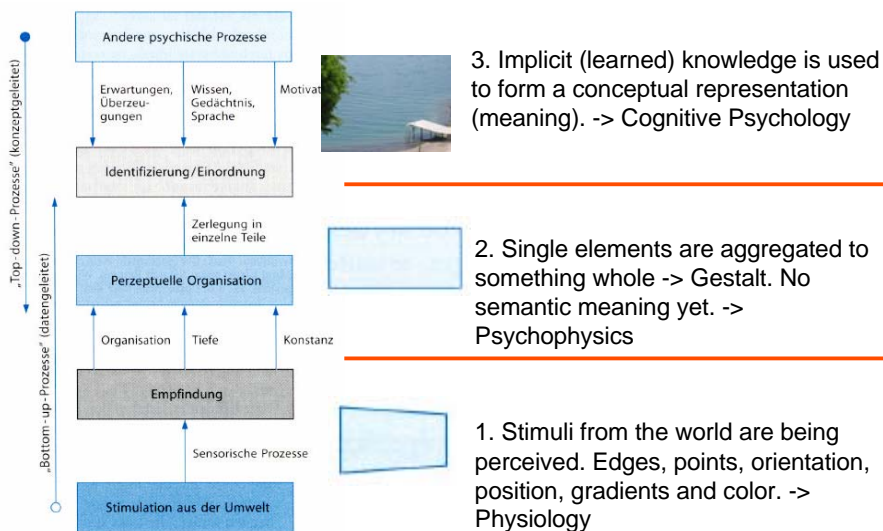 Andere psychische Prozesse
Erwartungen,
Überzeu-
gungen
Wissen,
Gedächtnis,
Sprache
Motivat
Identifizierung/Einordnung
Zerlegung in
einzelne Teile
Perzeptuelle Organisation
Organisation
Tiefe
Konstanz
Empfindung
Sensorische Prozesse
Stimulation aus der Umwelt
„Top-down-Prozesse" (konzeptgeleitet)
„Bottom-up-Prozesse" (datengeleitet)
3. Implicit (learned) knowledge is used
to form a conceptual representation
(meaning). -> Cognitive Psychology
2. Single elements are aggregated to
something whole -> Gestalt. No
semantic meaning yet. ->
Psychophysics
1. Stimuli from the world are being
perceived. Edges, points, orientation,
position, gradients and color. ->
Physiology